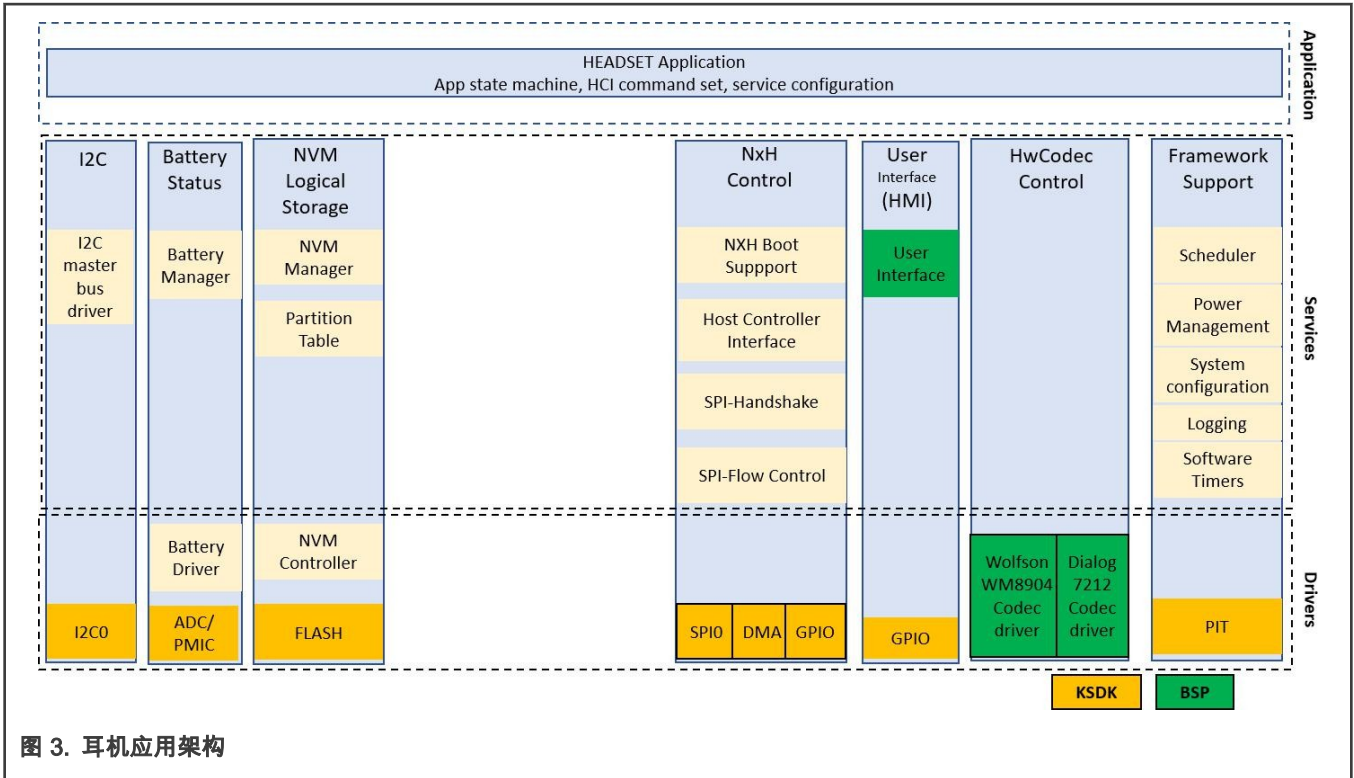 HEADSET Application
App state machine, HCI command set, service configuration
Application
I2C
I2C
master
bus
driver
I2C0
Battery
Status
Battery
Manager
Battery
Driver
ADC/
PMIC
NVM
Logical
Storage
NVM
Manager
Partition
Table
NVM
Controller
FLASH
NxH
Control
NXH Boot
Suppport
Host Controller
Interface
SPI-Handshake
SPI-Flow Control
SPI0
DMA
GPIO
User
Interface
(HMI)
User
Interface
GPIO
HwCodec
Control
Wolfson
WM8904
Codec
driver
Dialog
7212
Codec
driver
Framework
Support
Scheduler
Power
Management
System
configuration
Logging
Software
Timers
PIT
Services
Drivers
KSDK
BSP
图 3. 耳机应用架构